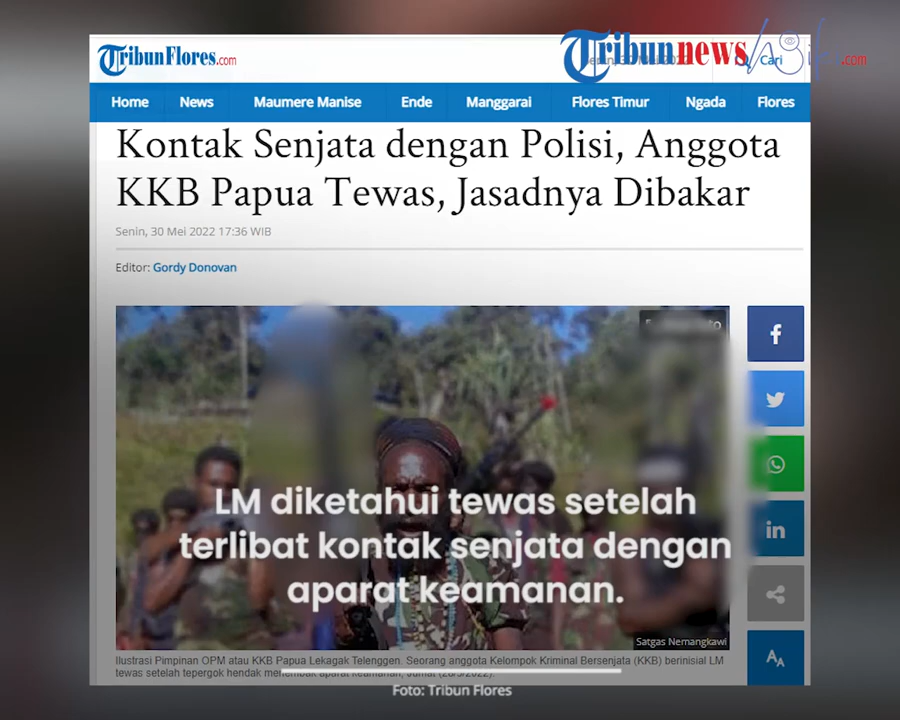 TribunFlores.com
Tribunnews
.com
Cari
Home News Maumere Manise Ende Manggarai Flores Timur Ngada Flores
Kontak Senjata dengan Polisi, Anggota
KKB Papua Tewas, Jasadnya Dibakar
Senin, 30 Mei 2022 17:36 WIB
Editor: Gordy Donovan
LM diketahui tewas setelah
terlibat kontak senjata dengan
aparat keamanan.
Satgas Nemangkawi
Ilustrasi Pimpinan OPM atau KKB Papua Lekagak Telenggen. Seorang anggota Kelompok Kriminal Bersenjata (KKB) berinisial LM
tewas setelah tepergok hendak menembak aparat keamanan, Jumat
Foto: Tribun Flores